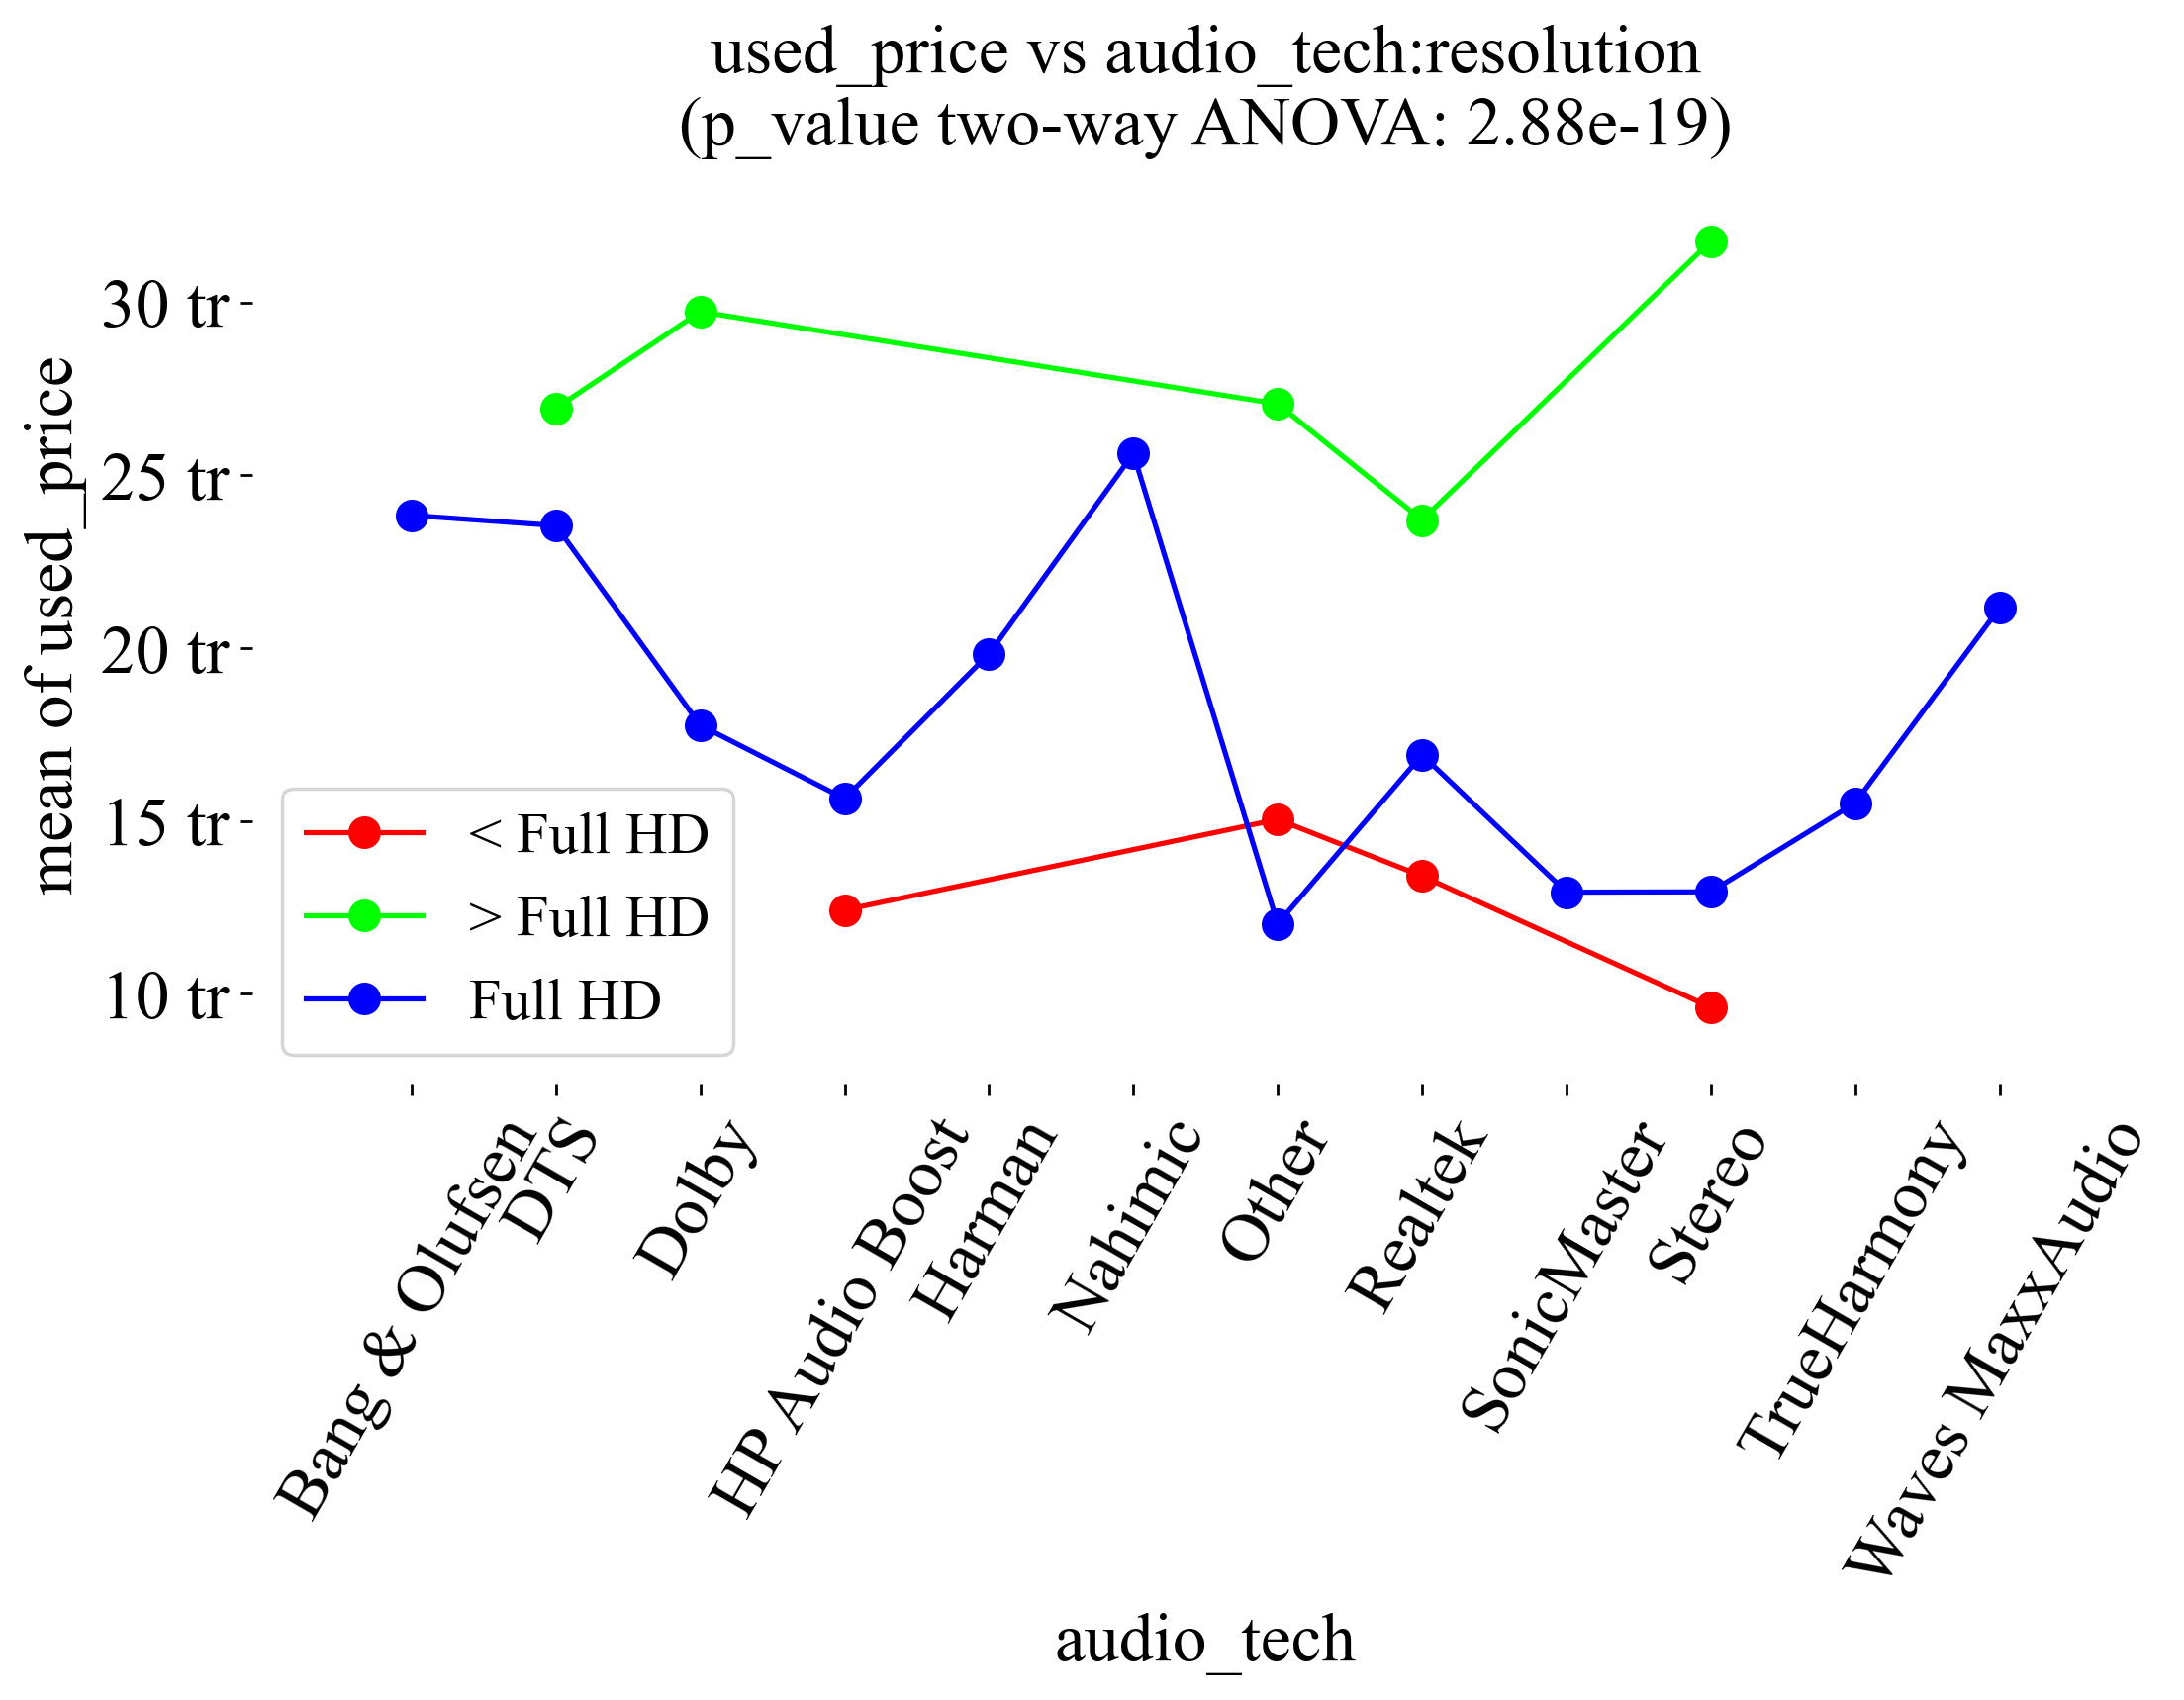 used_price vs audio_tech:resolution
(p_value two-way ANOVA: 2.88e-19)
mean of used_price
30 tr
25 tr
20 tr
15 tr
10 tr
< Full HD
> Full HD
Full HD
Bang & Olufsen
DTS
Dolby
HP Audio Boost
Harman
Nahimic
Other
Realtek
SonicMaster
Stereo
TrueHarmony
Waves MaxxAudio
audio_tech